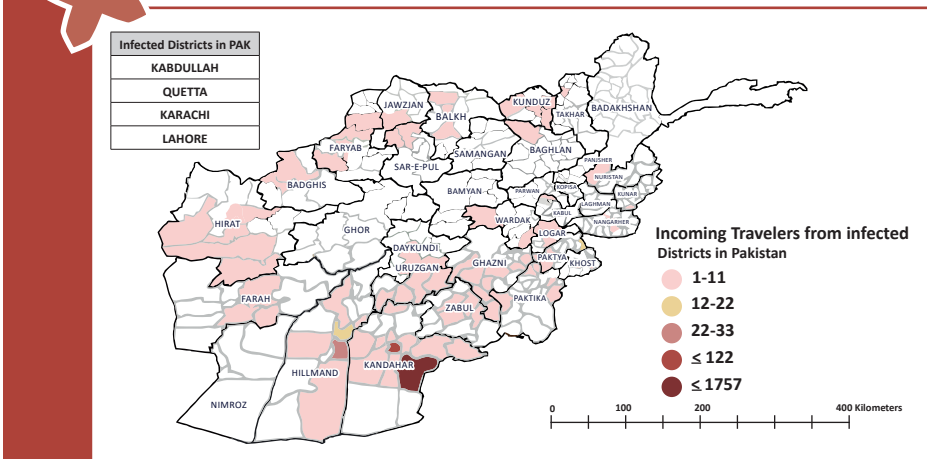 Infected Districts in PAK
KABDULLAH
QUETTA
KARACHI
LAHORE
JAWZJAN
BALKH
KUNDUZ
TAKHAR
BADAKHSHAN
FARYAB
SAR-E-PUL
SAMANGAN
BAGHLAN
PANJSHER
NURISTAN
BADGHIS
BAMYAN
PARWAN
KOPISA
KUNAR
LAGHMAN
HIRAT
GHOR
WARDAK
KABUL
NANGARHER
DAYKUNDI
LOGAR
URUZGAN
GHAZNI
PAKTYA
KHOST
FARAH
ZABUL
PAKTIKA
HILLMAND
KANDAHAR
NIMROZ
Incoming Travelers from infected
Districts in Pakistan
1-11
12-22
22-33
≤ 122
≤ 1757
0 100 200 400 Kilometers